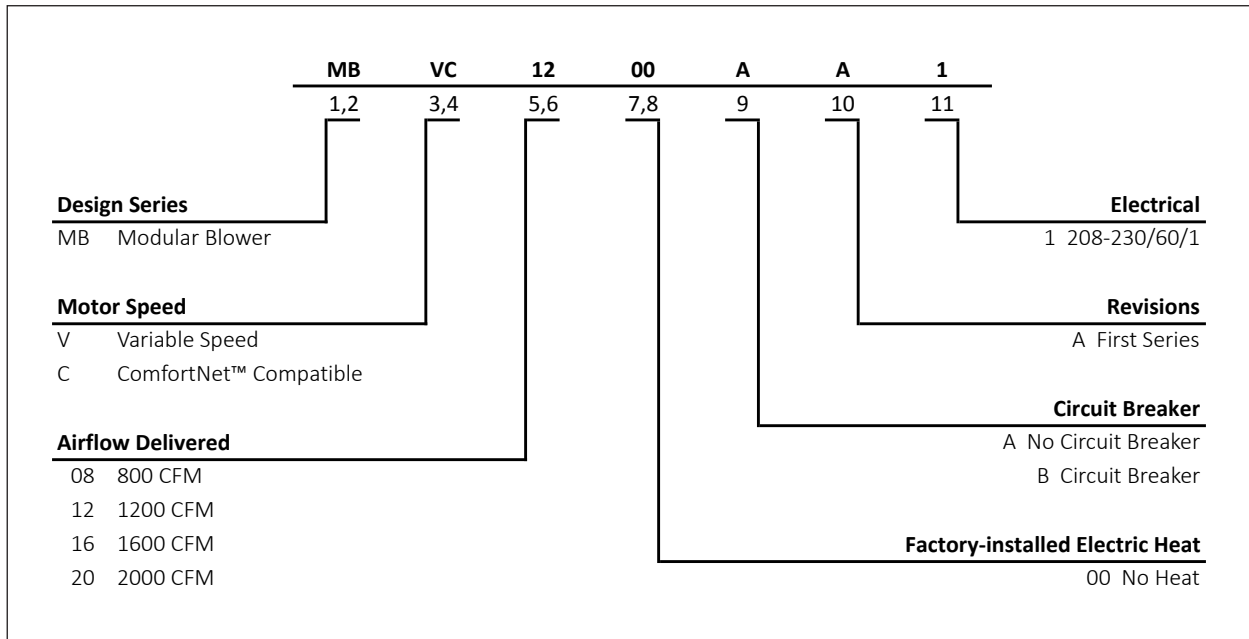 MB VC 12 00 A A 1
1,2 3,4 5,6 7,8 9 10 11
Design Series
MB Modular Blower
Motor Speed
V Variable Speed
C ComfortNet™ Compatible
Airflow Delivered
08 800 CFM
12 1200 CFM
16 1600 CFM
20 2000 CFM
Electrical
1 208-230/60/1
Revisions
A First Series
Circuit Breaker
A No Circuit Breaker
B Circuit Breaker
Factory-installed Electric Heat
00 No Heat